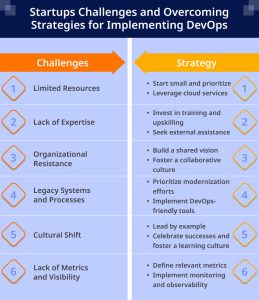 Startups Challenges and Overcoming
Strategies for Implementing DevOps
Challenges
Strategy
1
Limited Resources
• Start small and prioritize
• Leverage cloud services
1
2
Lack of Expertise
• Invest in training and
upskilling
• Seek external assistance
2
3
Organizational
Resistance
• Build a shared vision
• Foster a collaborative
culture
3
4
Legacy Systems
and Processes
• Prioritize modernization
efforts
• Implement DevOps-
friendly tools
4
5
Cultural Shift
• Lead by example
• Celebrate successes and
foster a learning culture
5
6
Lack of Metrics
and Visibility
• Define relevant metrics
• Implement monitoring
and observability
6